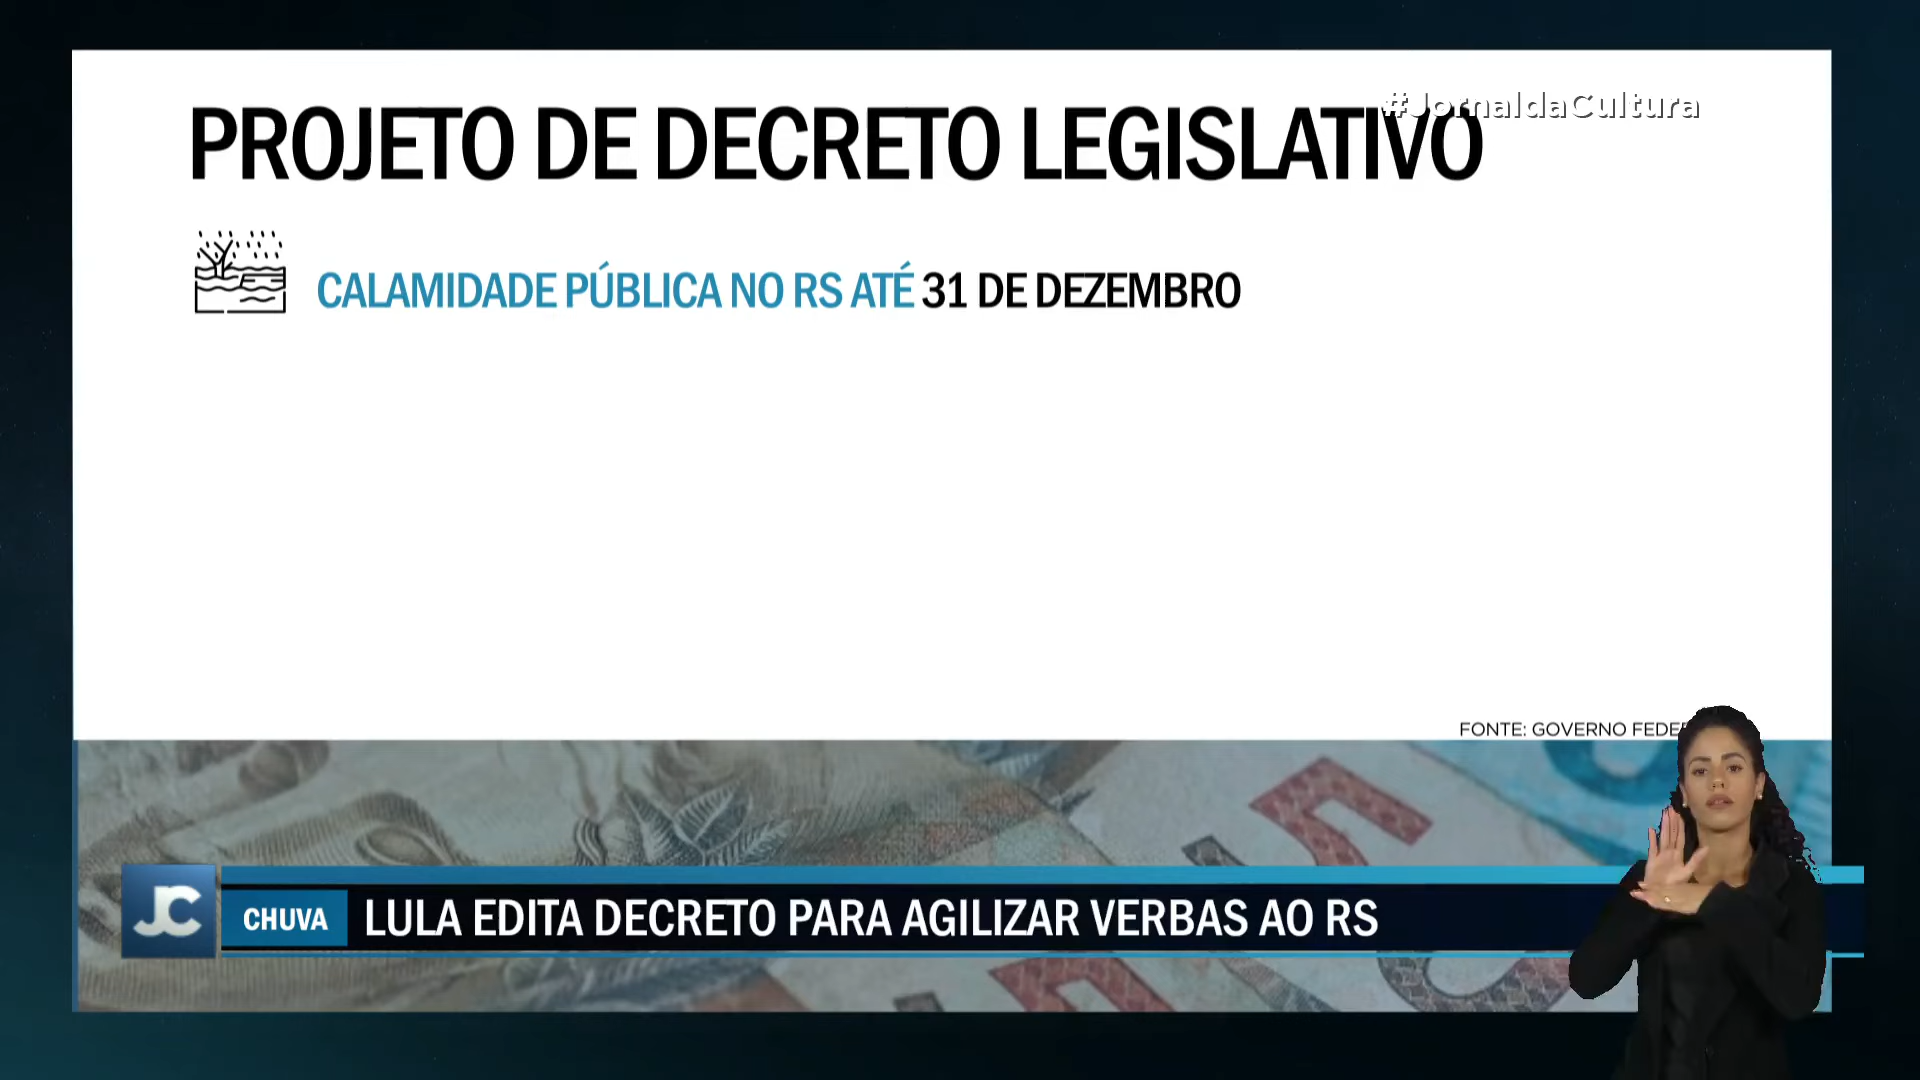 #JornaldaCultura
PROJETO DE DECRETO LEGISLATIVO
CALAMIDADE PÚBLICA NO RS ATÉ 31 DE DEZEMBRO
FONTE: GOVERNO
JC
CHUVA
LULA EDITA DECRETO PARA AGILIZAR VERBAS AO RS